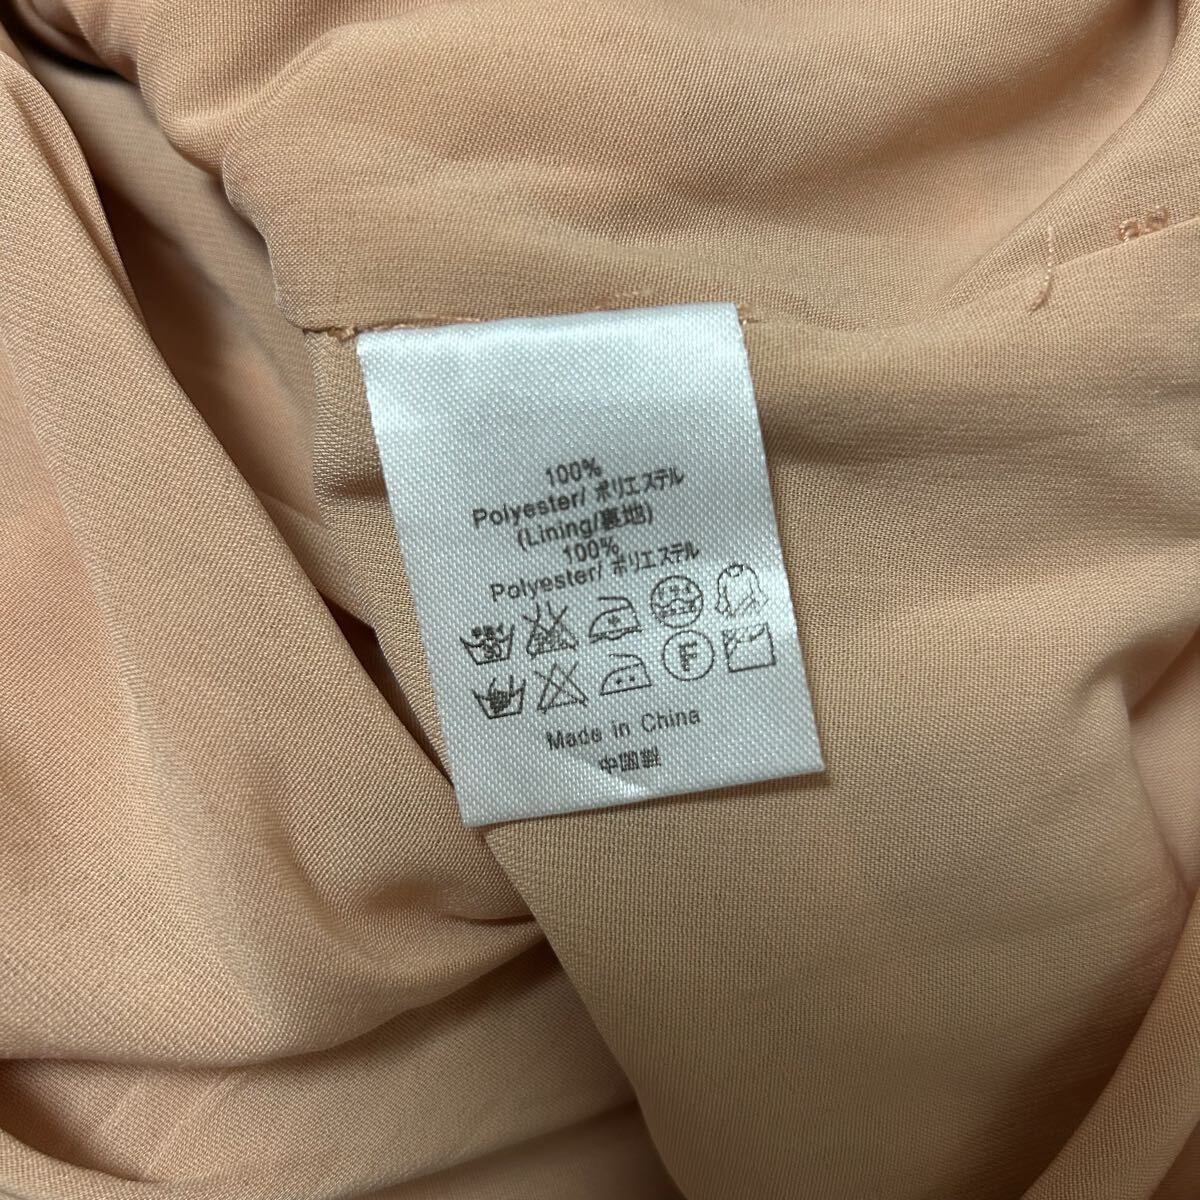 100%
Polyester/ ポリエステル
(Lining/裏地)
100%
Polyester/ ポリエステル
F
Made in China
中国製